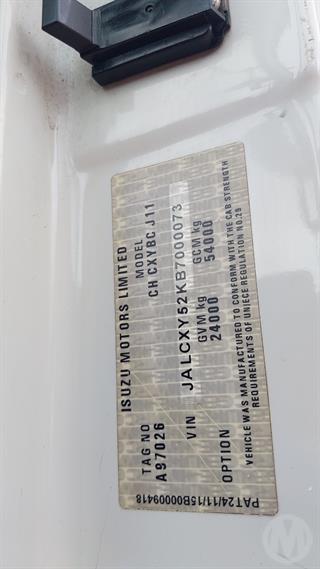 ISUZU MOTORS LIMITED
TAG NO MODEL
A97026 CH CXYBC J11
VIN JALCXY52KB7000073
GVM kg GCM kg
OPTION 24000 54000
VEHICLE WAS MANUFACTURED TO CONFORM WITH THE CAB STRENGTH
REQUIREMENTS OF UNIECE REGULATION NO.29
PAT24/11/15B00009418
M